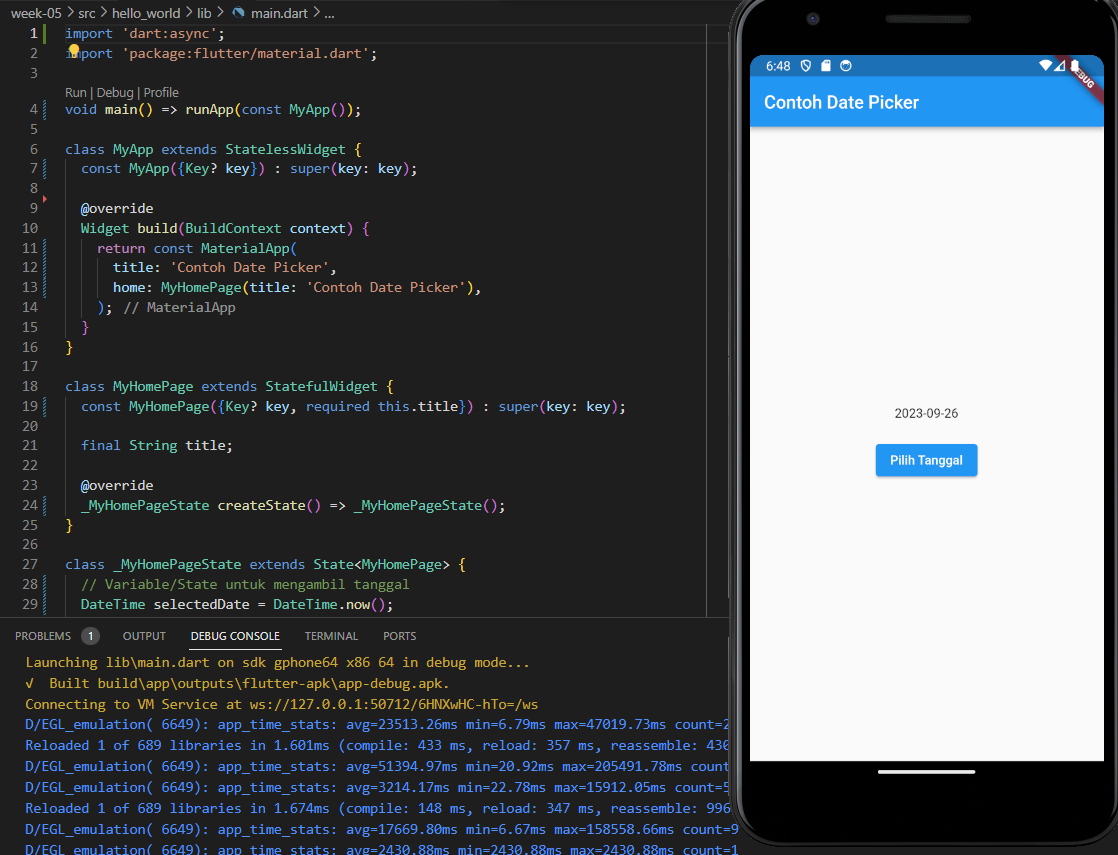 week-05 > src > hello_world > lib > main.dart > ...
1 import 'dart:async';
2 import 'package:flutter/material.dart';
3
Run | Debug | Profile
4 void main() => runApp(const MyApp());
5
6 class MyApp extends StatelessWidget {
7 const MyApp({Key? key}) : super(key: key);
8
9 @override
10 Widget build(BuildContext context) {
11 return const MaterialApp(
12 title: 'Contoh Date Picker',
13 home: MyHomePage(title: 'Contoh Date Picker'),
14 ); // MaterialApp
15 }
16 }
17
18 class MyHomePage extends StatefulWidget {
19 const MyHomePage({Key? key, required this.title}) : super(key: key);
20
21 final String title;
22
23 @override
24 _MyHomePageState createState() => _MyHomePageState();
25 }
26
27 class _MyHomePageState extends State<MyHomePage> {
28 // Variable/State untuk mengambil tanggal
29 DateTime selectedDate = DateTime.now();
PROBLEMS 1 OUTPUT DEBUG CONSOLE TERMINAL PORTS
Launching lib\main.dart on sdk gphone64 x86 64 in debug mode...
√ Built build\app\outputs\flutter-apk\app-debug.apk.
Connecting to VM Service at ws://127.0.0.1:50712/6HNXwHC-hTo=/ws
D/EGL_emulation( 6649): app_time_stats: avg=23513.26ms min=6.79ms max=47019.73ms count=2
Reloaded 1 of 689 libraries in 1.601ms (compile: 433 ms, reload: 357 ms, reassemble: 430
D/EGL_emulation( 6649): app_time_stats: avg=51394.97ms min=20.92ms max=205491.78ms count
D/EGL_emulation( 6649): app_time_stats: avg=3214.17ms min=22.78ms max=15912.05ms count=5
Reloaded 1 of 689 libraries in 1.674ms (compile: 148 ms, reload: 347 ms, reassemble: 996
D/EGL_emulation( 6649): app_time_stats: avg=17669.80ms min=6.67ms max=158558.66ms count=9
D/EGL_emulation( 6649): app_time_stats: avg=2430.88ms min=2430.88ms max=2430.88ms count=1
6:48
DEBUG
Contoh Date Picker
2023-09-26
Pilih Tanggal